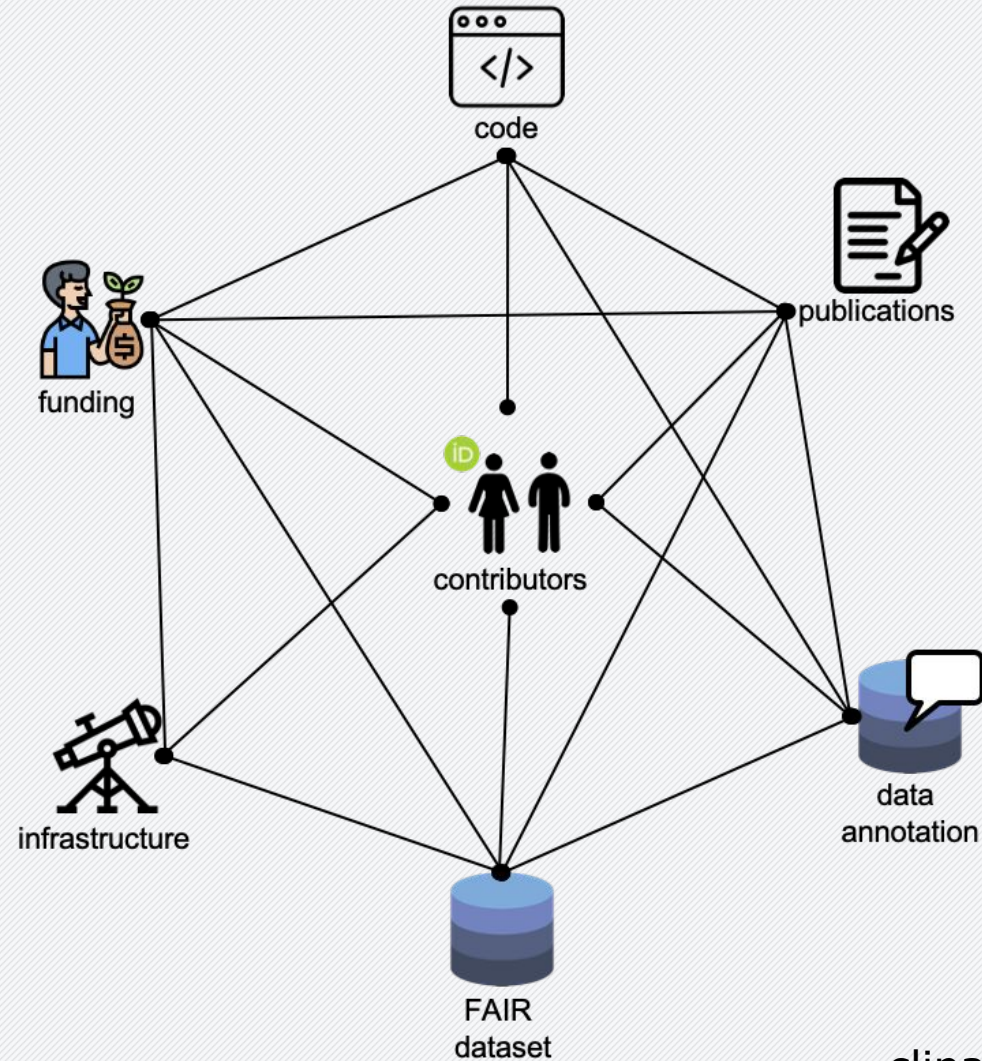 </>
code
publications
$
funding
iD
contributors
infrastructure
data
annotation
FAIR
dataset